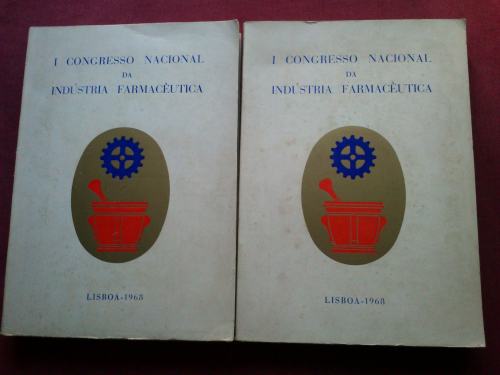 I CONGRESSO NACIONAL
DA
INDÚSTRIA FARMACÊUTICA
LISBOA-1968
I CONGRESSO NACIONAL
DA
INDÚSTRIA FARMACÊUTICA
LISBOA-1968